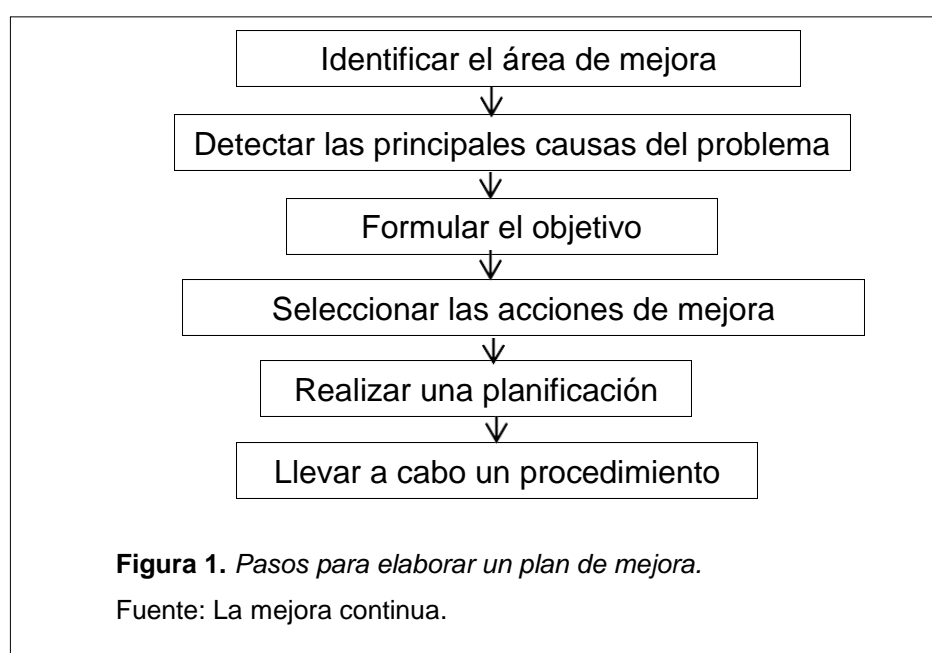 Identificar el área de mejora
Detectar las principales causas del problema
Formular el objetivo
Seleccionar las acciones de mejora
Realizar una planificación
Llevar a cabo un procedimiento
Figura 1. Pasos para elaborar un plan de mejora.
Fuente: La mejora continua.